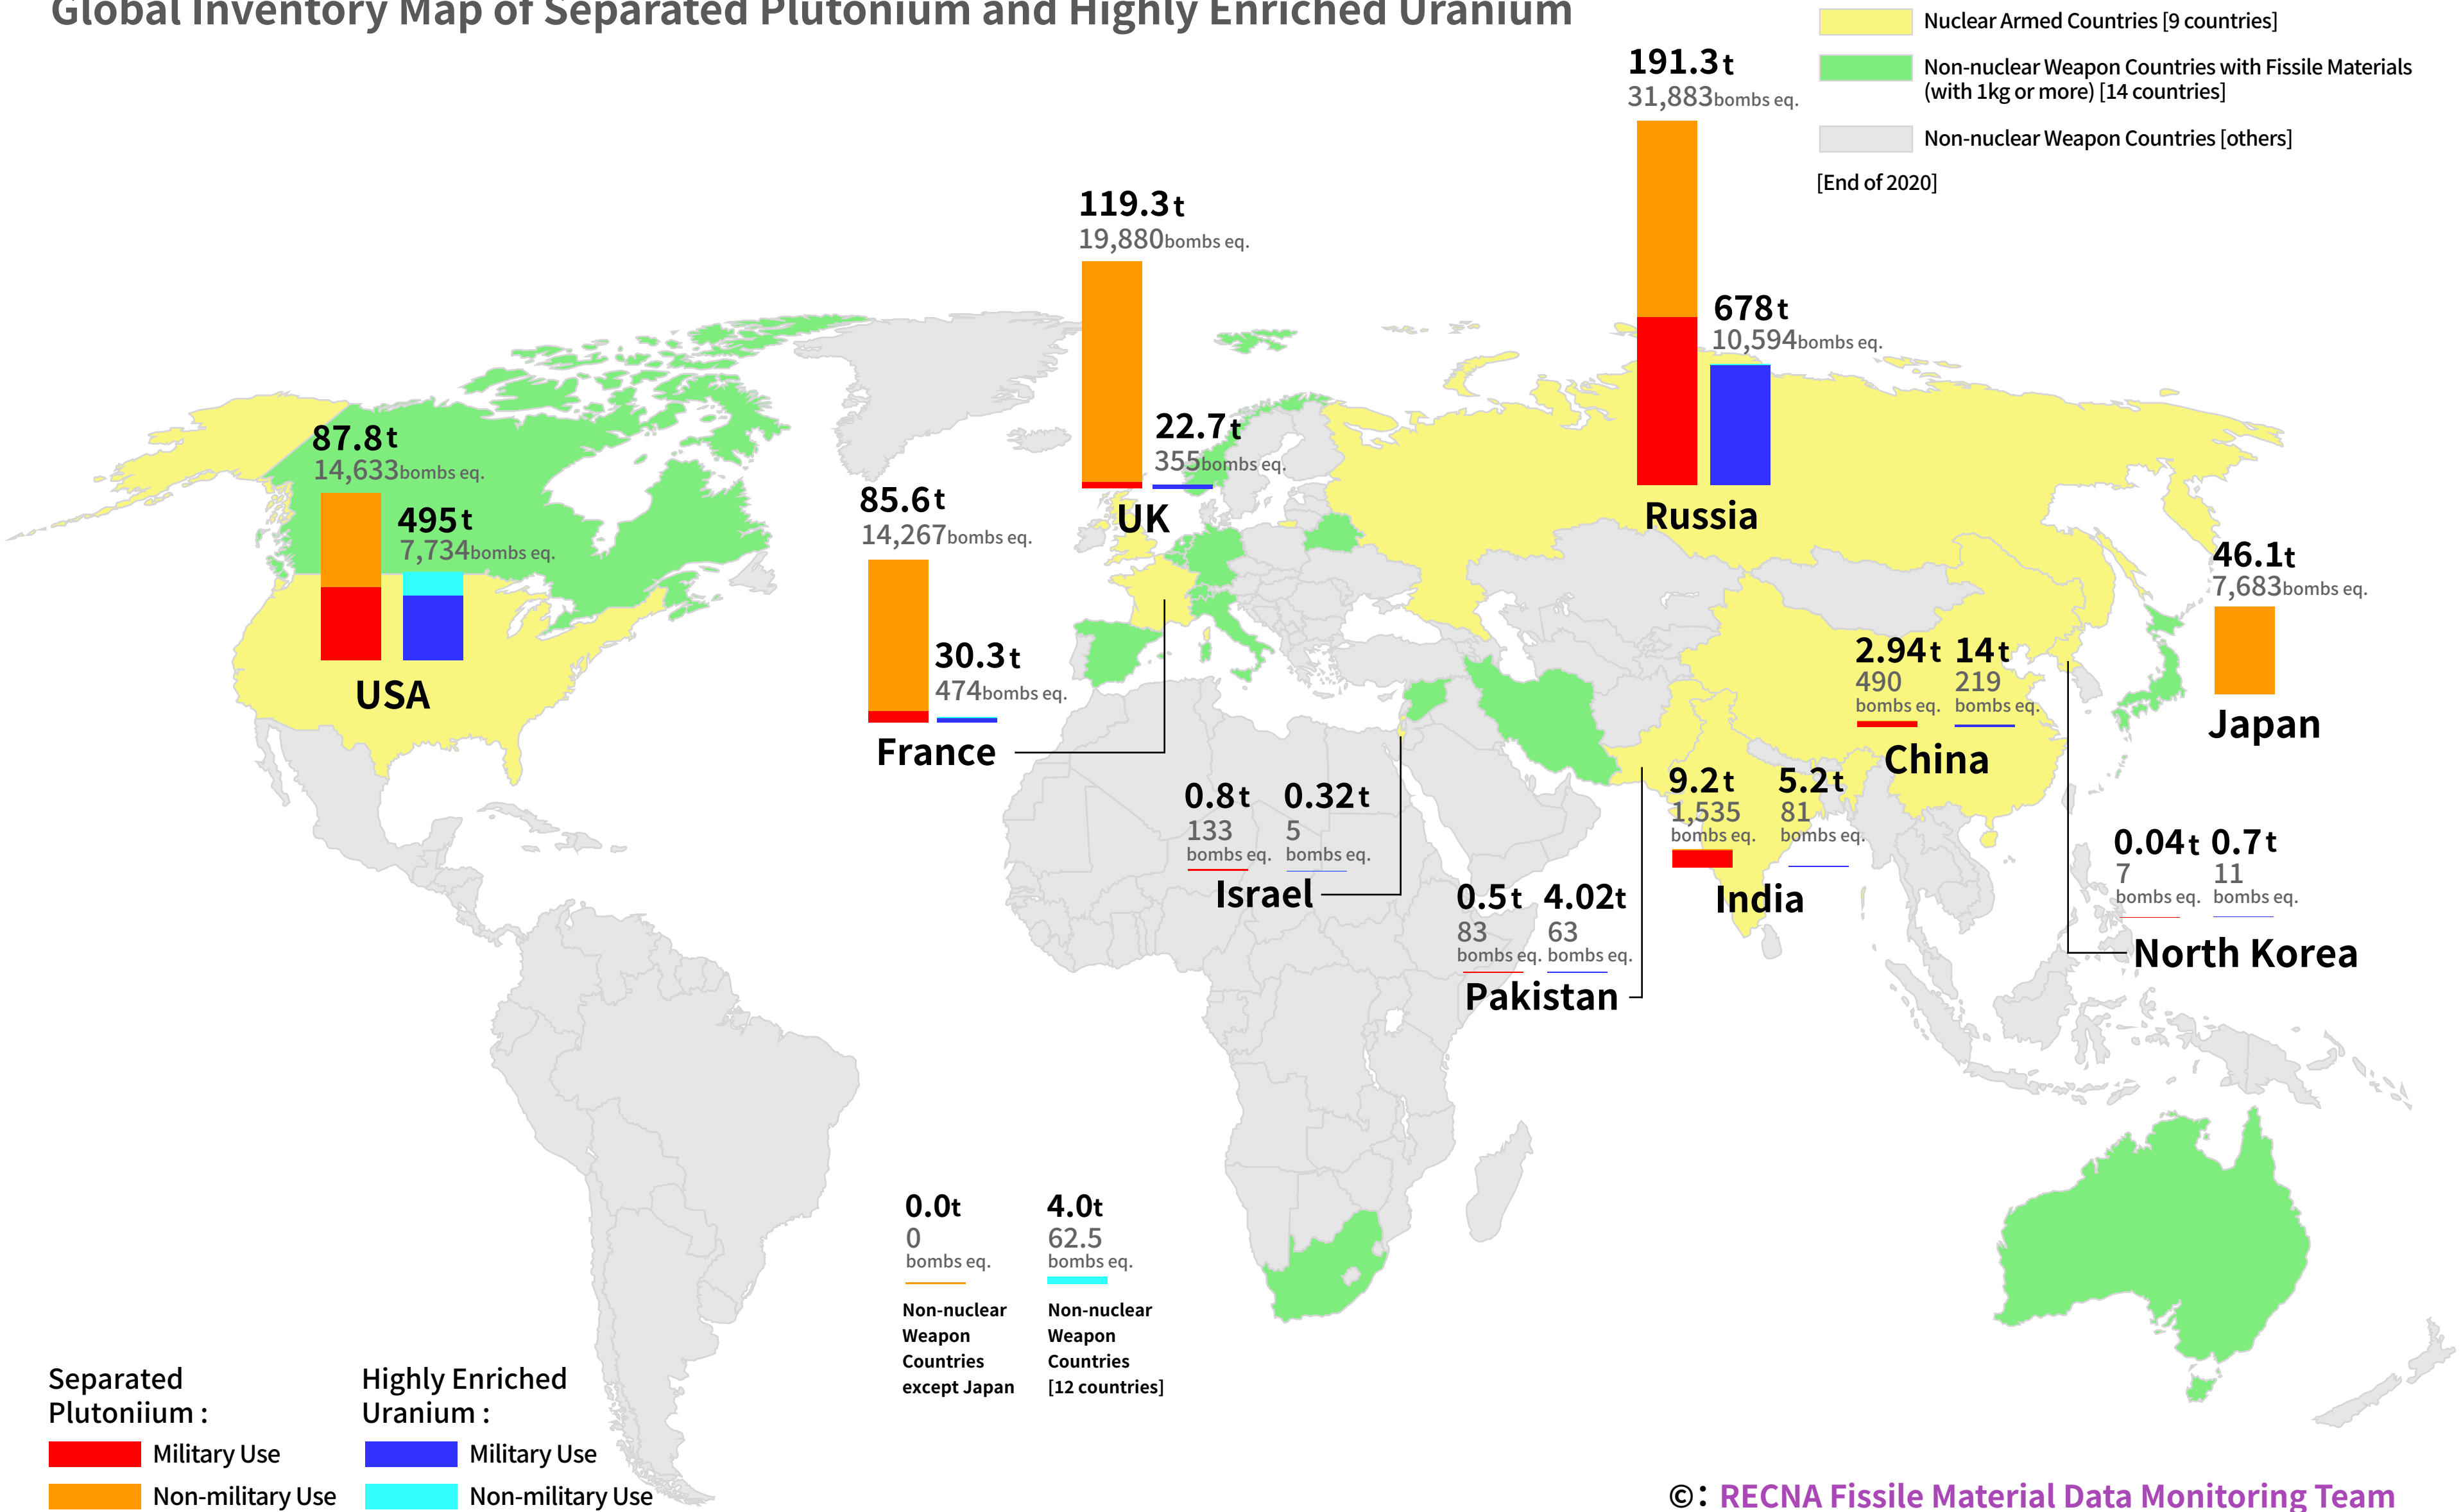 Global Inventory Map of Separated Plutonium and Highly Enriched Uranium
Nuclear Armed Countries [9 countries]
Non-nuclear Weapon Countries with Fissile Materials
(with 1kg or more) [14 countries]
Non-nuclear Weapon Countries [others]
[End of 2020]
191.3t
31,883bombs eq.
678t
10,594bombs eq.
Russia
119.3t
19,880bombs eq.
22.7t
355bombs eq.
UK
87.8t
14,633bombs eq.
495t
7,734bombs eq.
USA
85.6t
14,267bombs eq.
30.3t
474bombs eq.
France
46.1t
7,683bombs eq.
Japan
2.94t 14t
490 219
bombs eq. bombs eq.
China
9.2t 5.2t
1,535 81
bombs eq. bombs eq.
India
0.8t 0.32t
133 5
bombs eq. bombs eq.
Israel
0.5t 4.02t
83 63
bombs eq. bombs eq.
Pakistan
0.04t 0.7t
7 11
bombs eq. bombs eq.
North Korea
0.0t
0
bombs eq.
Non-nuclear
Weapon
Countries
except Japan
4.0t
62.5
bombs eq.
Non-nuclear
Weapon
Countries
[12 countries]
Separated
Plutoniium :
Military Use
Non-military Use
Highly Enriched
Uranium :
Military Use
Non-military Use
©: RECNA Fissile Material Data Monitoring Team